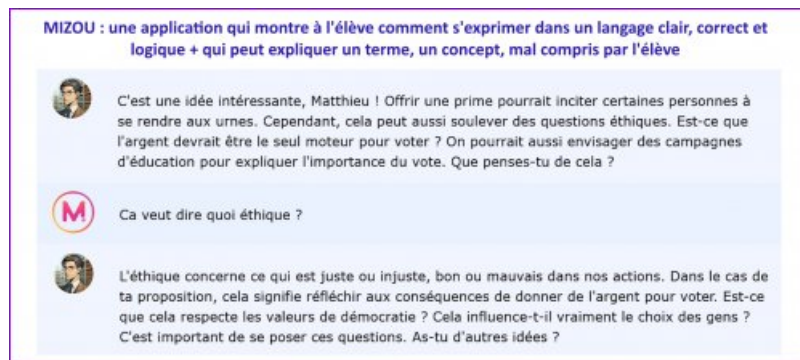 MIZOU : une application qui montre à l'élève comment s'exprimer dans un langage clair, correct et
logique + qui peut expliquer un terme, un concept, mal compris par l'élève
C'est une idée intéressante, Matthieu ! Offrir une prime pourrait inciter certaines personnes à
se rendre aux urnes. Cependant, cela peut aussi soulever des questions éthiques. Est-ce que
l'argent devrait être le seul moteur pour voter ? On pourrait aussi envisager des campagnes
d'éducation pour expliquer l'importance du vote. Que penses-tu de cela ?
M
Ca veut dire quoi éthique ?
L'éthique concerne ce qui est juste ou injuste, bon ou mauvais dans nos actions. Dans le cas de
ta proposition, cela signifie réfléchir aux conséquences de donner de l'argent pour voter. Est-ce
que cela respecte les valeurs de démocratie ? Cela influence-t-il vraiment le choix des gens ?
C'est important de se poser ces questions. As-tu d'autres idées ?